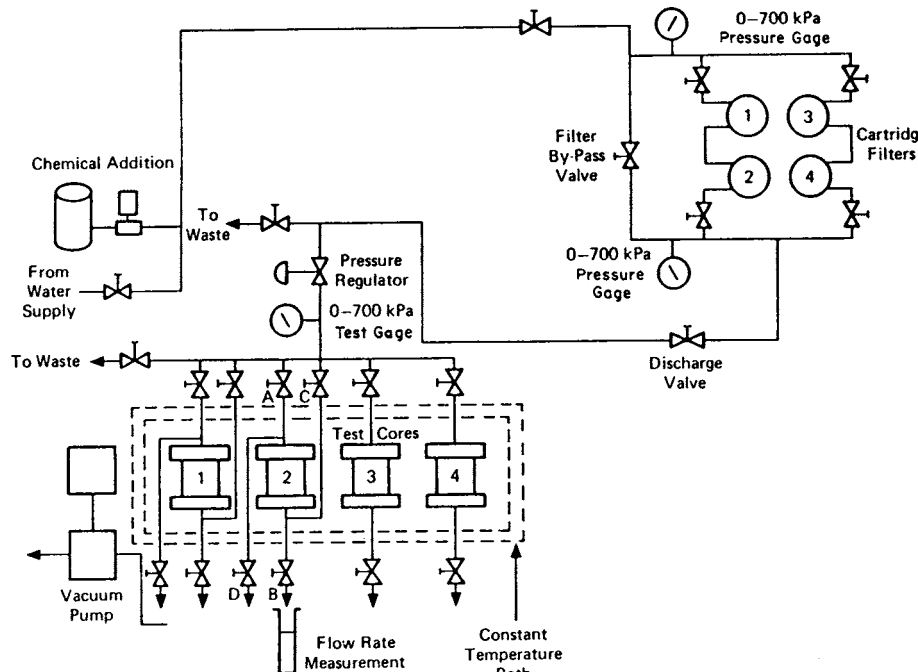 0–700 kPa
Pressure Gage
1
3
2
4
Cartridg
Filters
Filter
By-Pass
Valve
Chemical Addition
To
Waste
From
Water
Supply
Pressure
Regulator
0–700 kPa
Pressure
Gage
0–700 kPa
Test Gage
To Waste
Discharge
Valve
A
C
Test Cores
1
2
3
4
D
B
Vacuum
Pump
Flow Rate
Measurement
Constant
Temperature